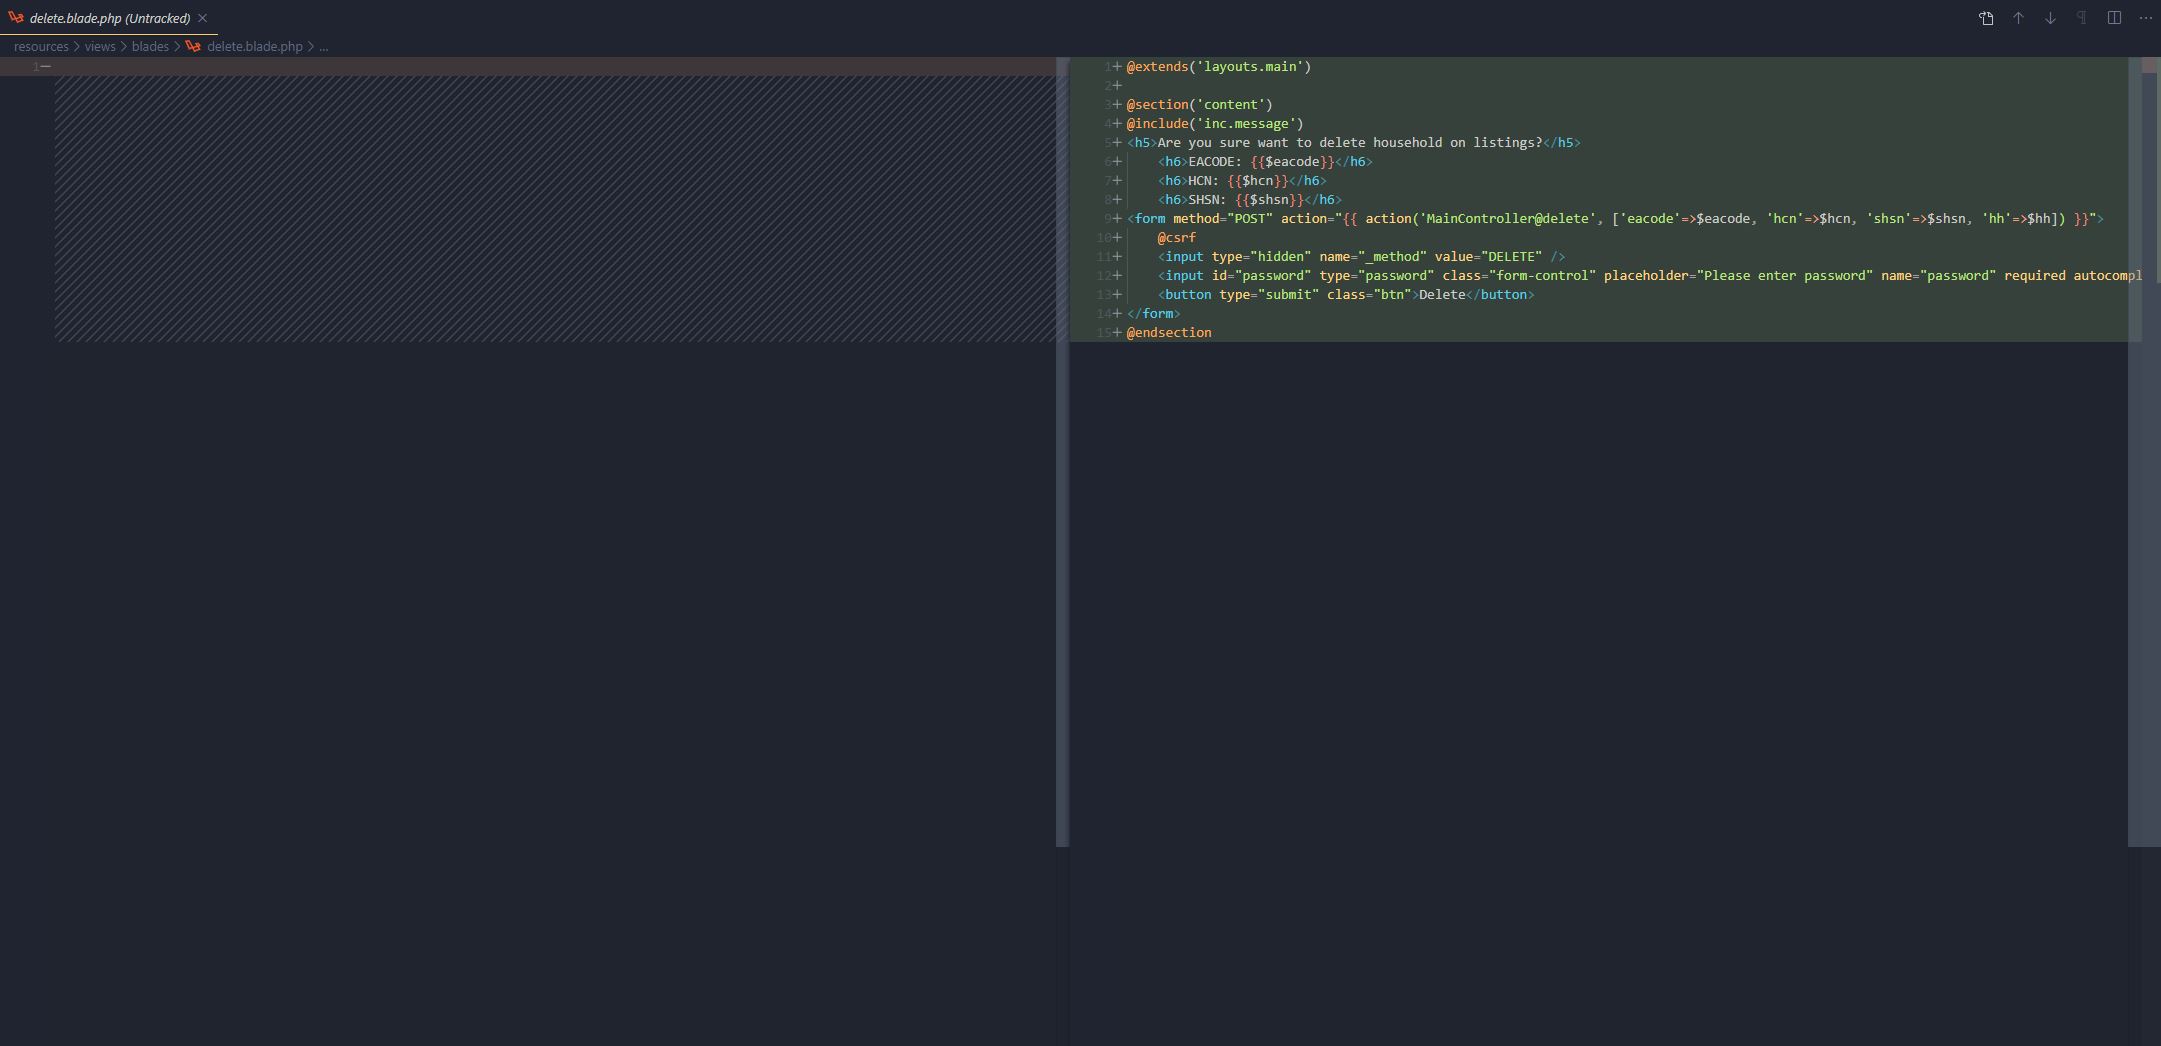 delete.blade.php (Untracked)
resources > views > blades > delete.blade.php > ...
1
1+ @extends('layouts.main')
2+
3+ @section('content')
4+ @include('inc.message')
5+ <h5>Are you sure want to delete household on listings?</h5>
6+     <h6>EACODE: {{$eacode}}</h6>
7+     <h6>HCN: {{$hcn}}</h6>
8+     <h6>SHSN: {{$shsn}}</h6>
9+ <form method="POST" action="{{ action('MainController@delete', ['eacode'=>$eacode, 'hcn'=>$hcn, 'shsn'=>$shsn, 'hh'=>$hh]) }}">
10+     @csrf
11+     <input type="hidden" name="_method" value="DELETE" />
12+     <input id="password" type="password" class="form-control" placeholder="Please enter password" name="password" required autocompl
13+     <button type="submit" class="btn">Delete</button>
14+ </form>
15+ @endsection